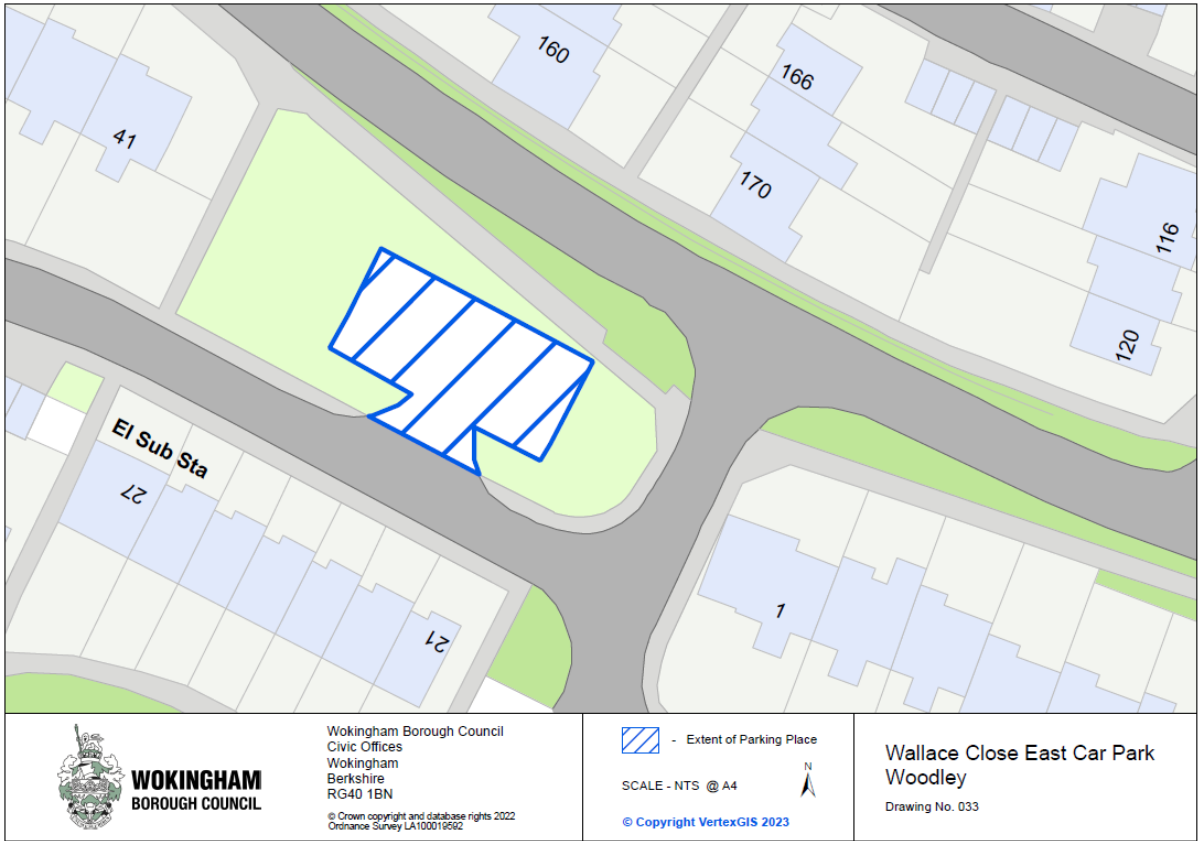 160
166
41
170
116
120
El Sub Sta
27
1
21
WOKINGHAM
BOROUGH COUNCIL
Wokingham Borough Council
Civic Offices
Wokingham
Berkshire
RG40 1BN
© Crown copyright and database rights 2022
Ordnance Survey LA100019592
- Extent of Parking Place
SCALE - NTS @ A4
N
© Copyright VertexGIS 2023
Wallace Close East Car Park
Woodley
Drawing No. 033